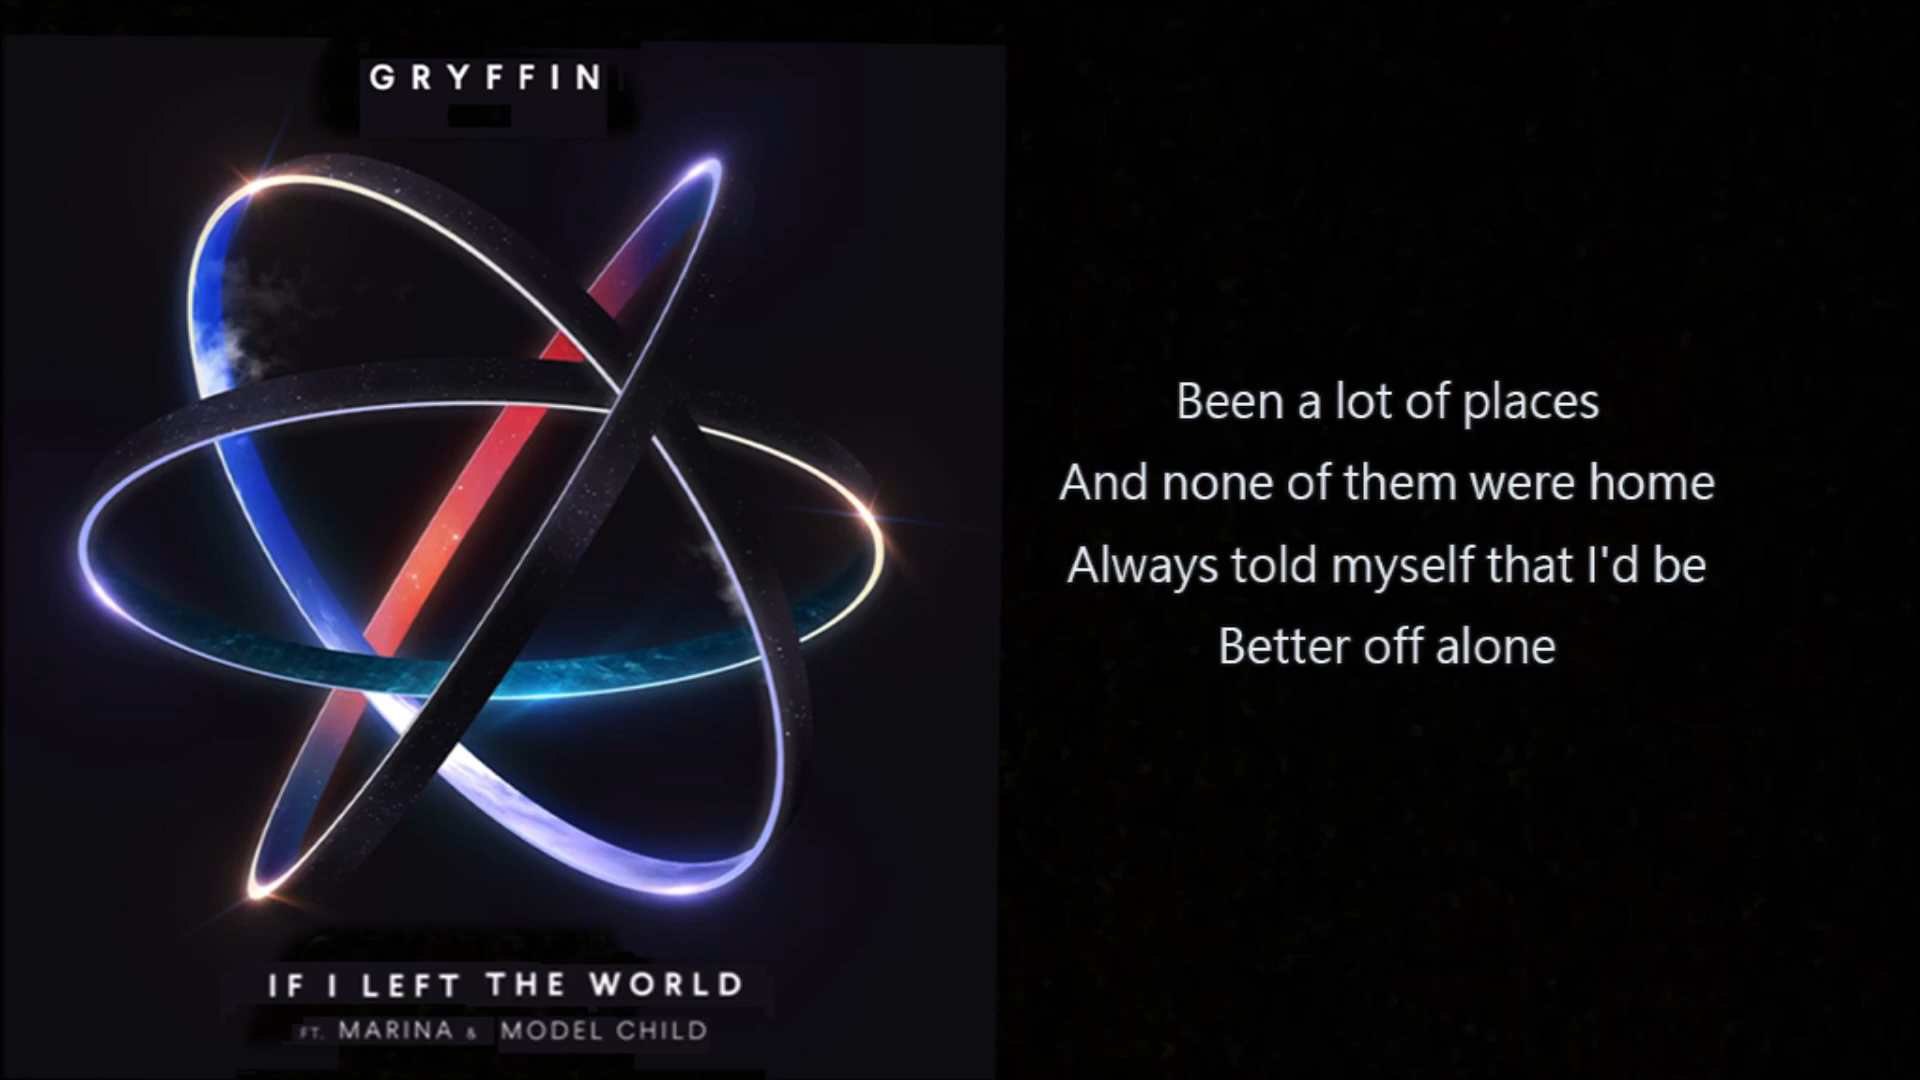 GRYFFIN
IF I LEFT THE WORLD
FT. MARINA & MODEL CHILD
Been a lot of places
And none of them were home
Always told myself that I'd be
Better off alone